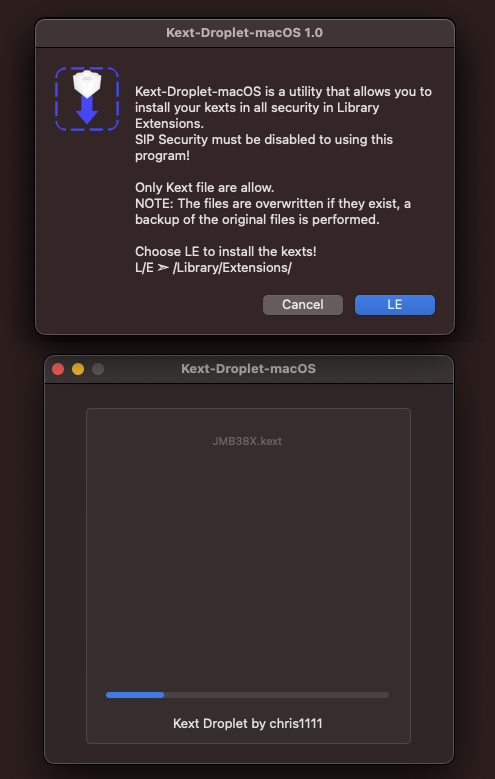 Kext-Droplet-macOS 1.0
Kext-Droplet-macOS is a utility that allows you to
install your kexts in all security in Library
Extensions.
SIP Security must be disabled to using this
program!
Only Kext file are allow.
NOTE: The files are overwritten if they exist, a
backup of the original files is performed.
Choose LE to install the kexts!
L/E ➣ /Library/Extensions/
Cancel
LE
Kext-Droplet-macOS
JMB38X.kext
Kext Droplet by chris1111